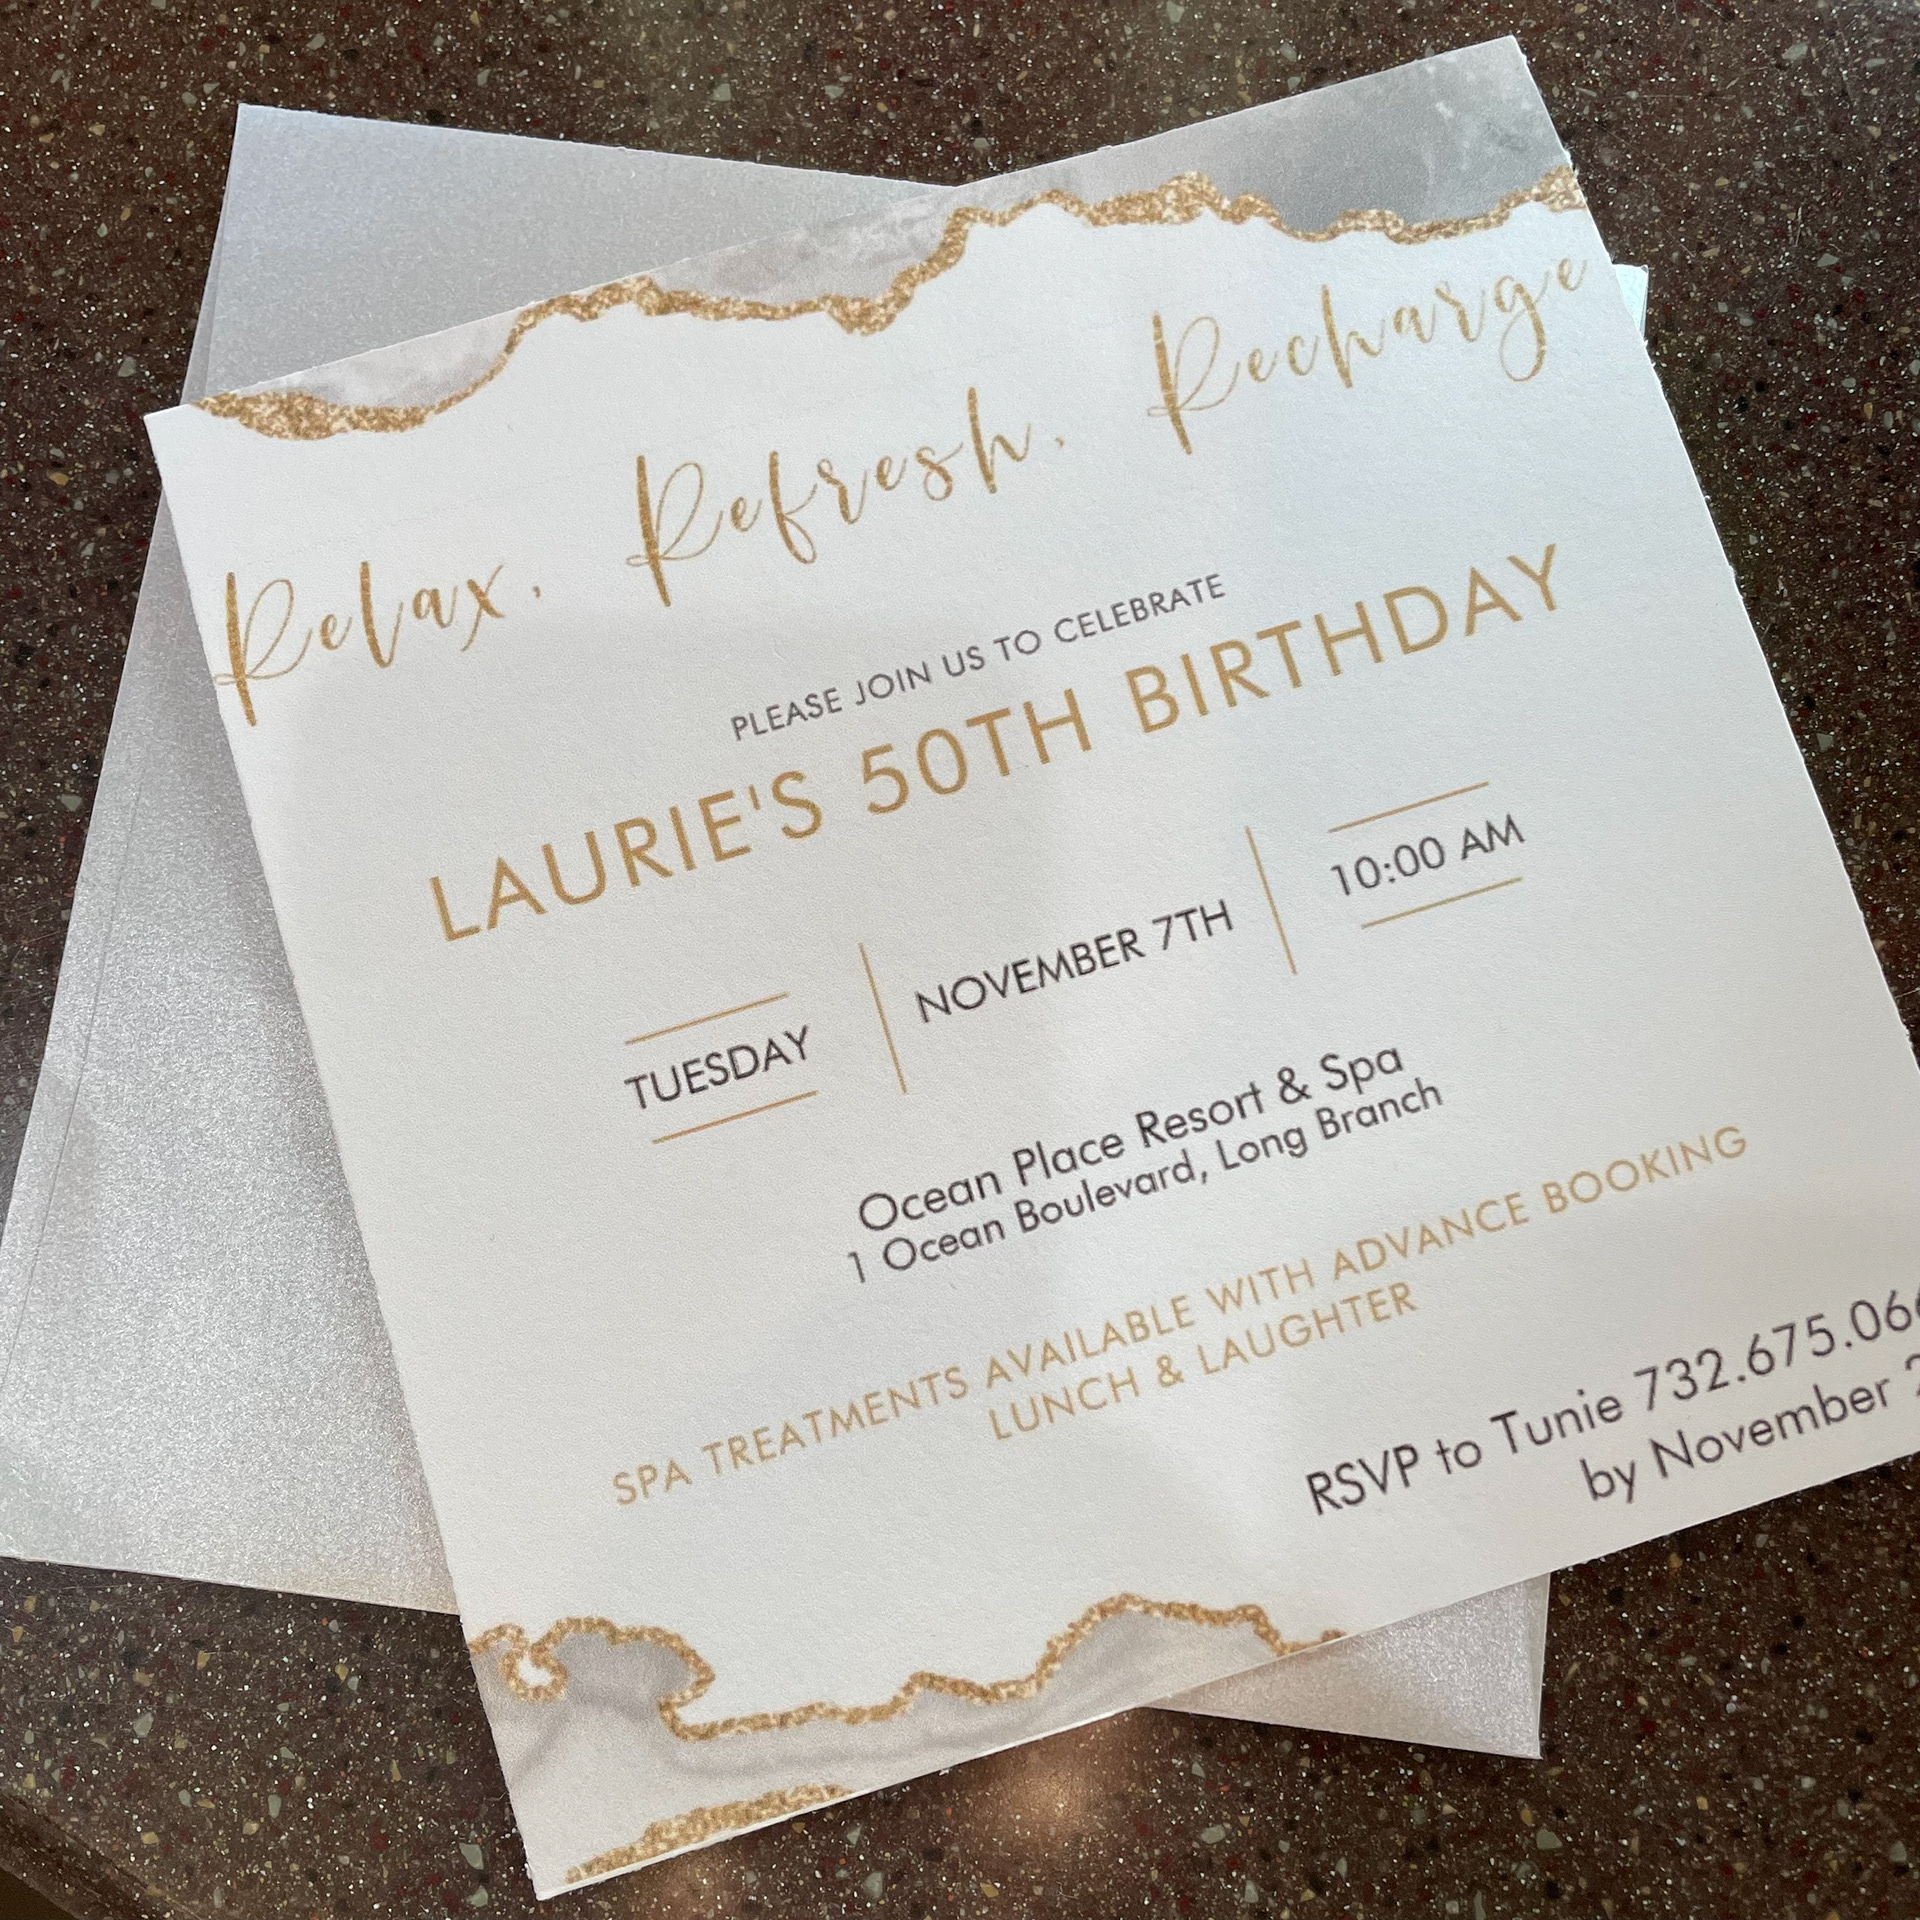 Relax. Refresh. Recharge
PLEASE JOIN US TO CELEBRATE
LAURIE'S 50TH BIRTHDAY
TUESDAY
NOVEMBER 7TH
10:00 AM
Ocean Place Resort & Spa
1 Ocean Boulevard, Long Branch
SPA TREATMENTS AVAILABLE WITH ADVANCE BOOKING
LUNCH & LAUGHTER
RSVP to Tunie
by November